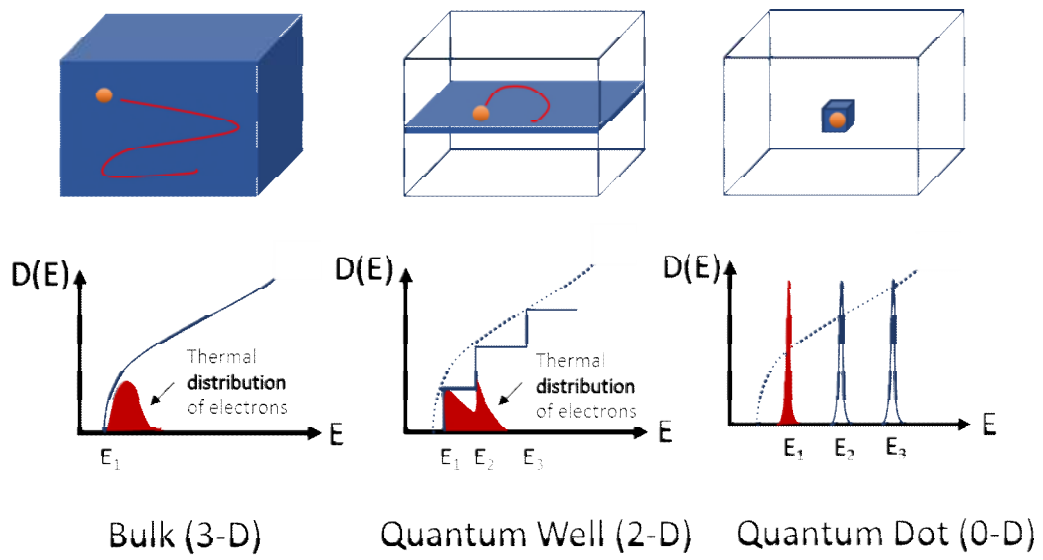 D(E)
Thermal
distribution
of electrons
E
E₁
Bulk (3-D)
D(E)
Thermal
distribution
of electrons
E
E₁ E₂ E₃
Quantum Well (2-D)
D(E)
E
E₁ E₂ E₃
Quantum Dot (0-D)